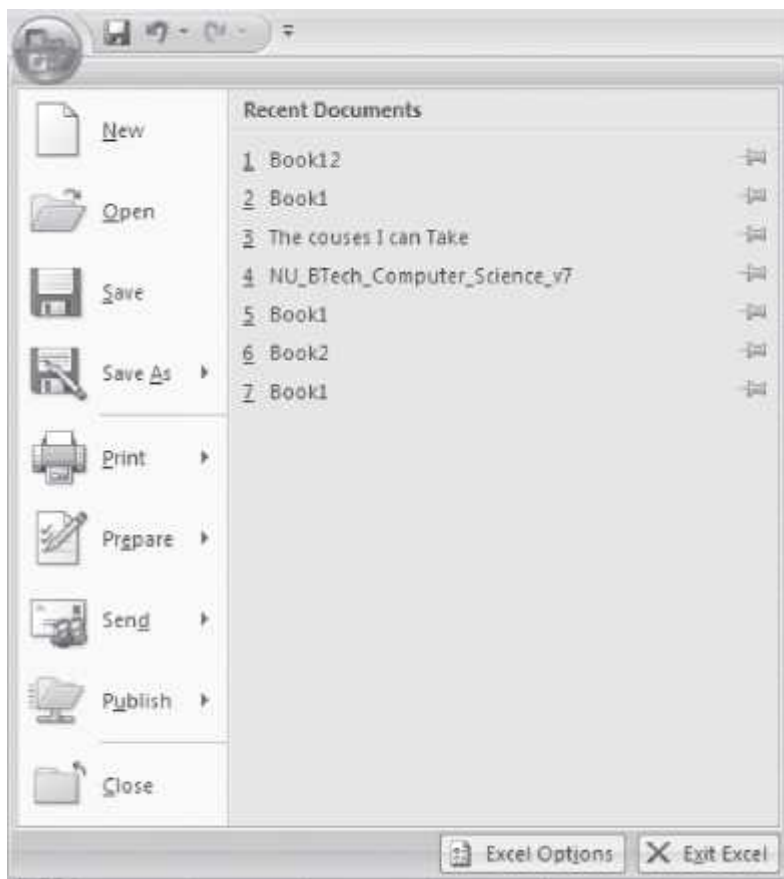 New
Open
Save
Save As
Print
Prepare
Send
Publish
Close
Recent Documents
1 Book12
2 Book1
3 The couses I can Take
4 NU_BTech_Computer_Science_v7
5 Book1
6 Book2
7 Book1
Excel Options
Exit Excel